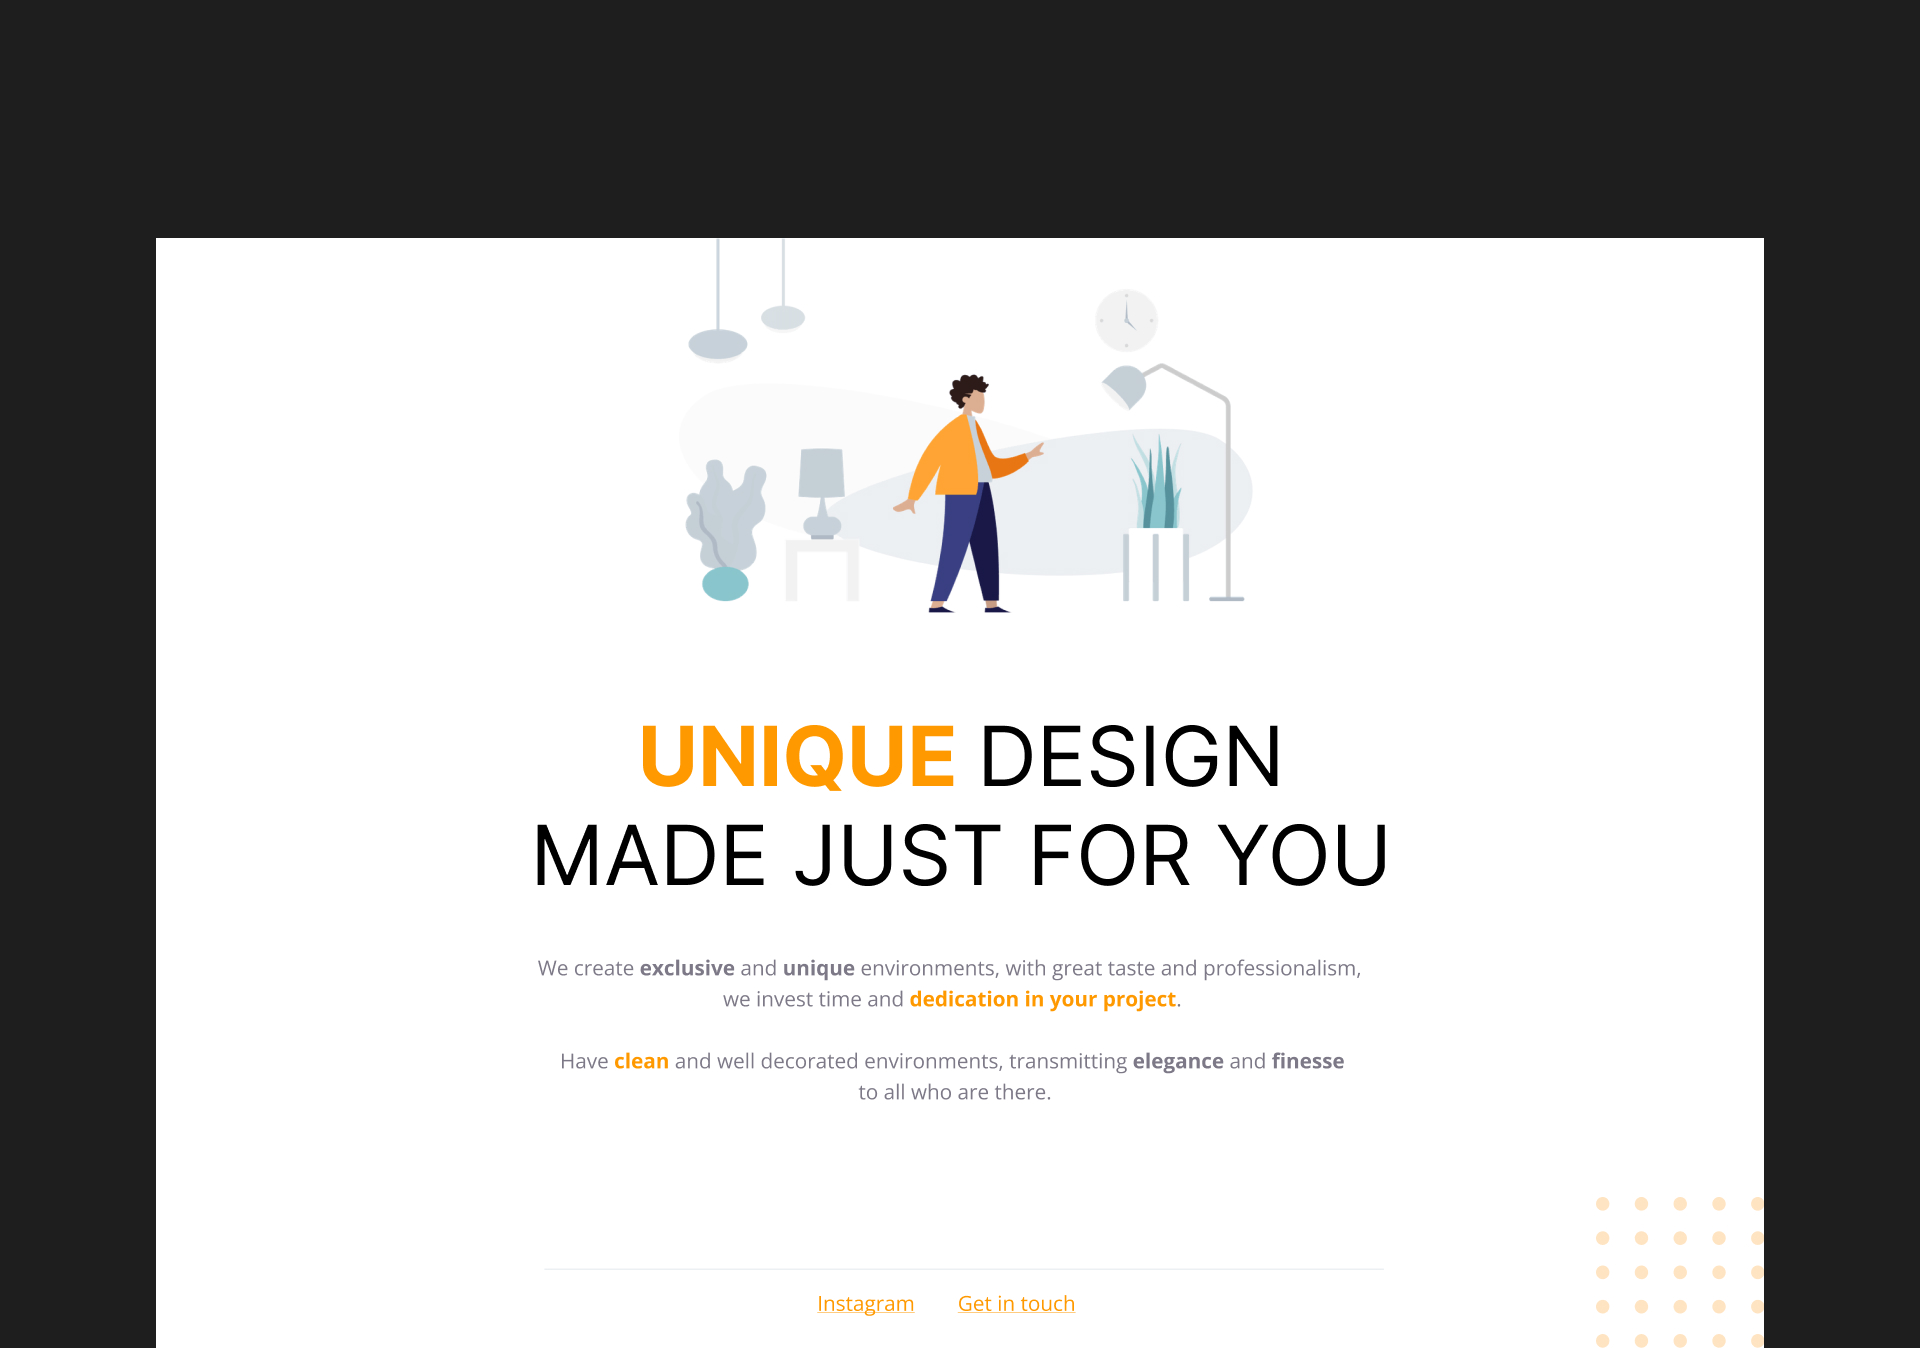 UNIQUE DESIGN
MADE JUST FOR YOU
We create exclusive and unique environments, with great taste and professionalism,
we invest time and dedication in your project.
Have clean and well decorated environments, transmitting elegance and finesse
to all who are there.
Instagram Get in touch